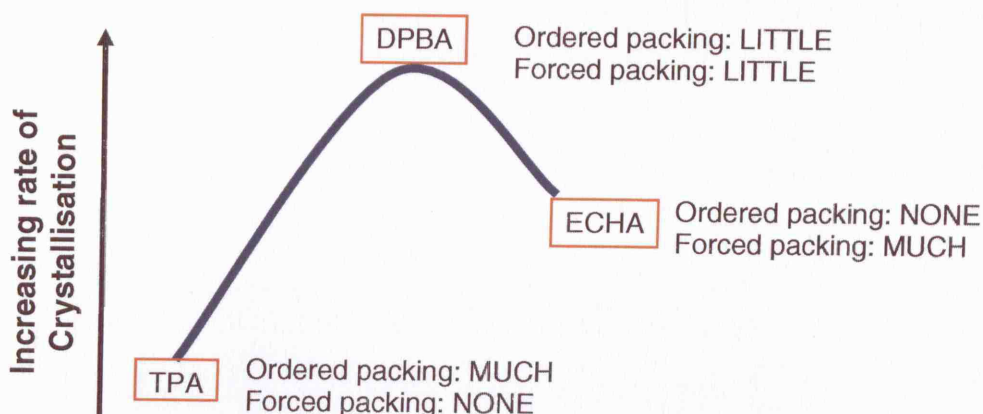 DPBA
Ordered packing: LITTLE
Forced packing: LITTLE
Increasing rate of
Crystallisation
ECHA
Ordered packing: NONE
Forced packing: MUCH
TPA
Ordered packing: MUCH
Forced packing: NONE